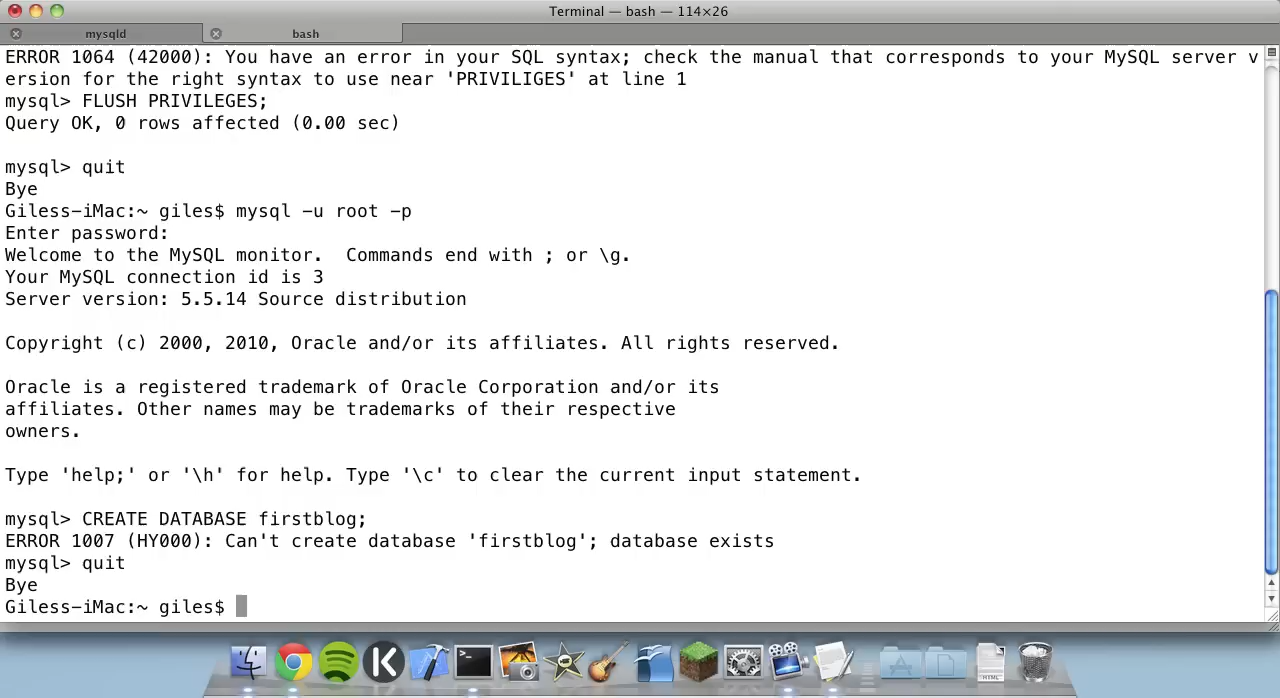 Terminal — bash — 114×26
mysqld
bash
ERROR 1064 (42000): You have an error in your SQL syntax; check the manual that corresponds to your MySQL server v
ersion for the right syntax to use near 'PRIVILIGES' at line 1
mysql> FLUSH PRIVILEGES;
Query OK, 0 rows affected (0.00 sec)
mysql> quit
Bye
Giless-iMac:~ giles$ mysql -u root -p
Enter password:
Welcome to the MySQL monitor.  Commands end with ; or \g.
Your MySQL connection id is 3
Server version: 5.5.14 Source distribution
Copyright (c) 2000, 2010, Oracle and/or its affiliates. All rights reserved.
Oracle is a registered trademark of Oracle Corporation and/or its
affiliates. Other names may be trademarks of their respective
owners.
Type 'help;' or '\h' for help. Type '\c' to clear the current input statement.
mysql> CREATE DATABASE firstblog;
ERROR 1007 (HY000): Can't create database 'firstblog'; database exists
mysql> quit
Bye
Giless-iMac:~ giles$
HTML